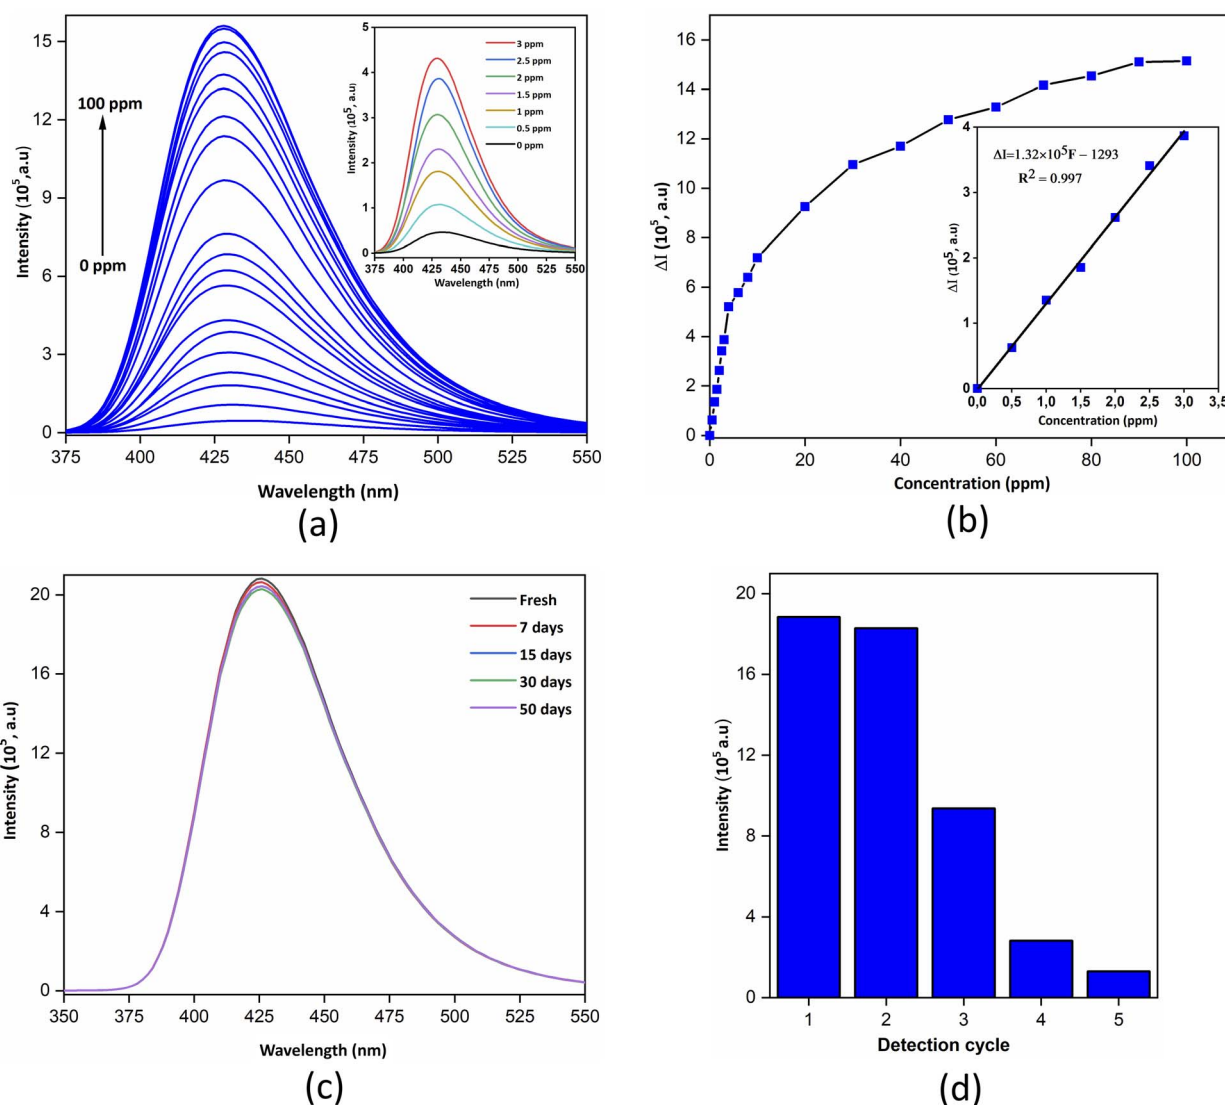 15
12
9
6
3
0
Intensity (10⁵,a.u)
100 ppm
0 ppm
375 400 425 450 475 500 525 550
Wavelength (nm)
5
4
3
2
1
0
Intensity (10⁵, a.u)
3 ppm
2.5 ppm
2 ppm
1.5 ppm
1 ppm
0.5 ppm
0 ppm
375 400 425 450 475 500 525 550
Wavelength (nm)
(a)
16
14
12
10
8
6
4
2
0
ΔI (10⁵, a.u)
0 20 40 60 80 100
Concentration (ppm)
4
3
2
1
0
ΔI (10⁵, a.u)
ΔI=1.32×10⁵F − 1293
R² = 0.997
0,0 0,5 1,0 1,5 2,0 2,5 3,0 3,5
Concentration (ppm)
(b)
20
16
12
8
4
0
Intensity (10⁵, a.u)
Fresh
7 days
15 days
30 days
50 days
350 375 400 425 450 475 500 525 550
Wavelength (nm)
(c)
20
16
12
8
4
0
Intensity (10⁵ a.u)
1 2 3 4 5
Detection cycle
(d)